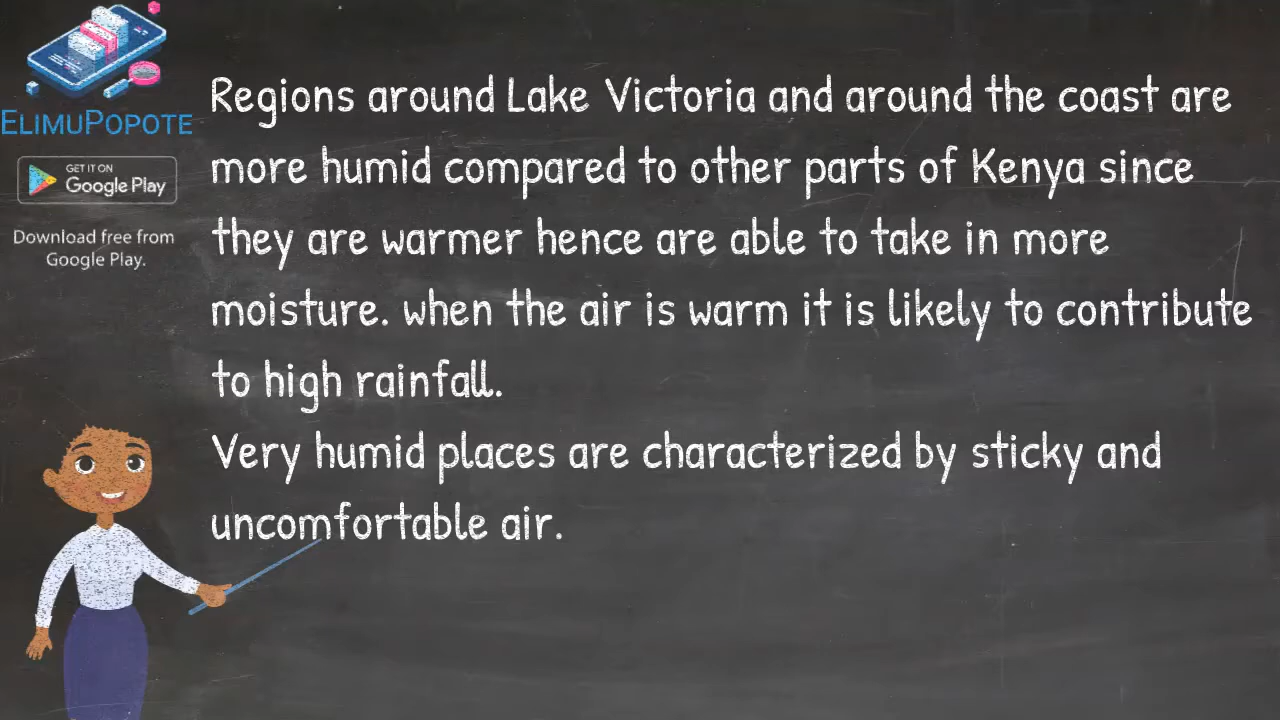 ELIMUPOPOTE
GET IT ON
Google Play
Download free from
Google Play.
Regions around Lake Victoria and around the coast are
more humid compared to other parts of Kenya since
they are warmer hence are able to take in more
moisture. when the air is warm it is likely to contribute
to high rainfall.
Very humid places are characterized by sticky and
uncomfortable air.